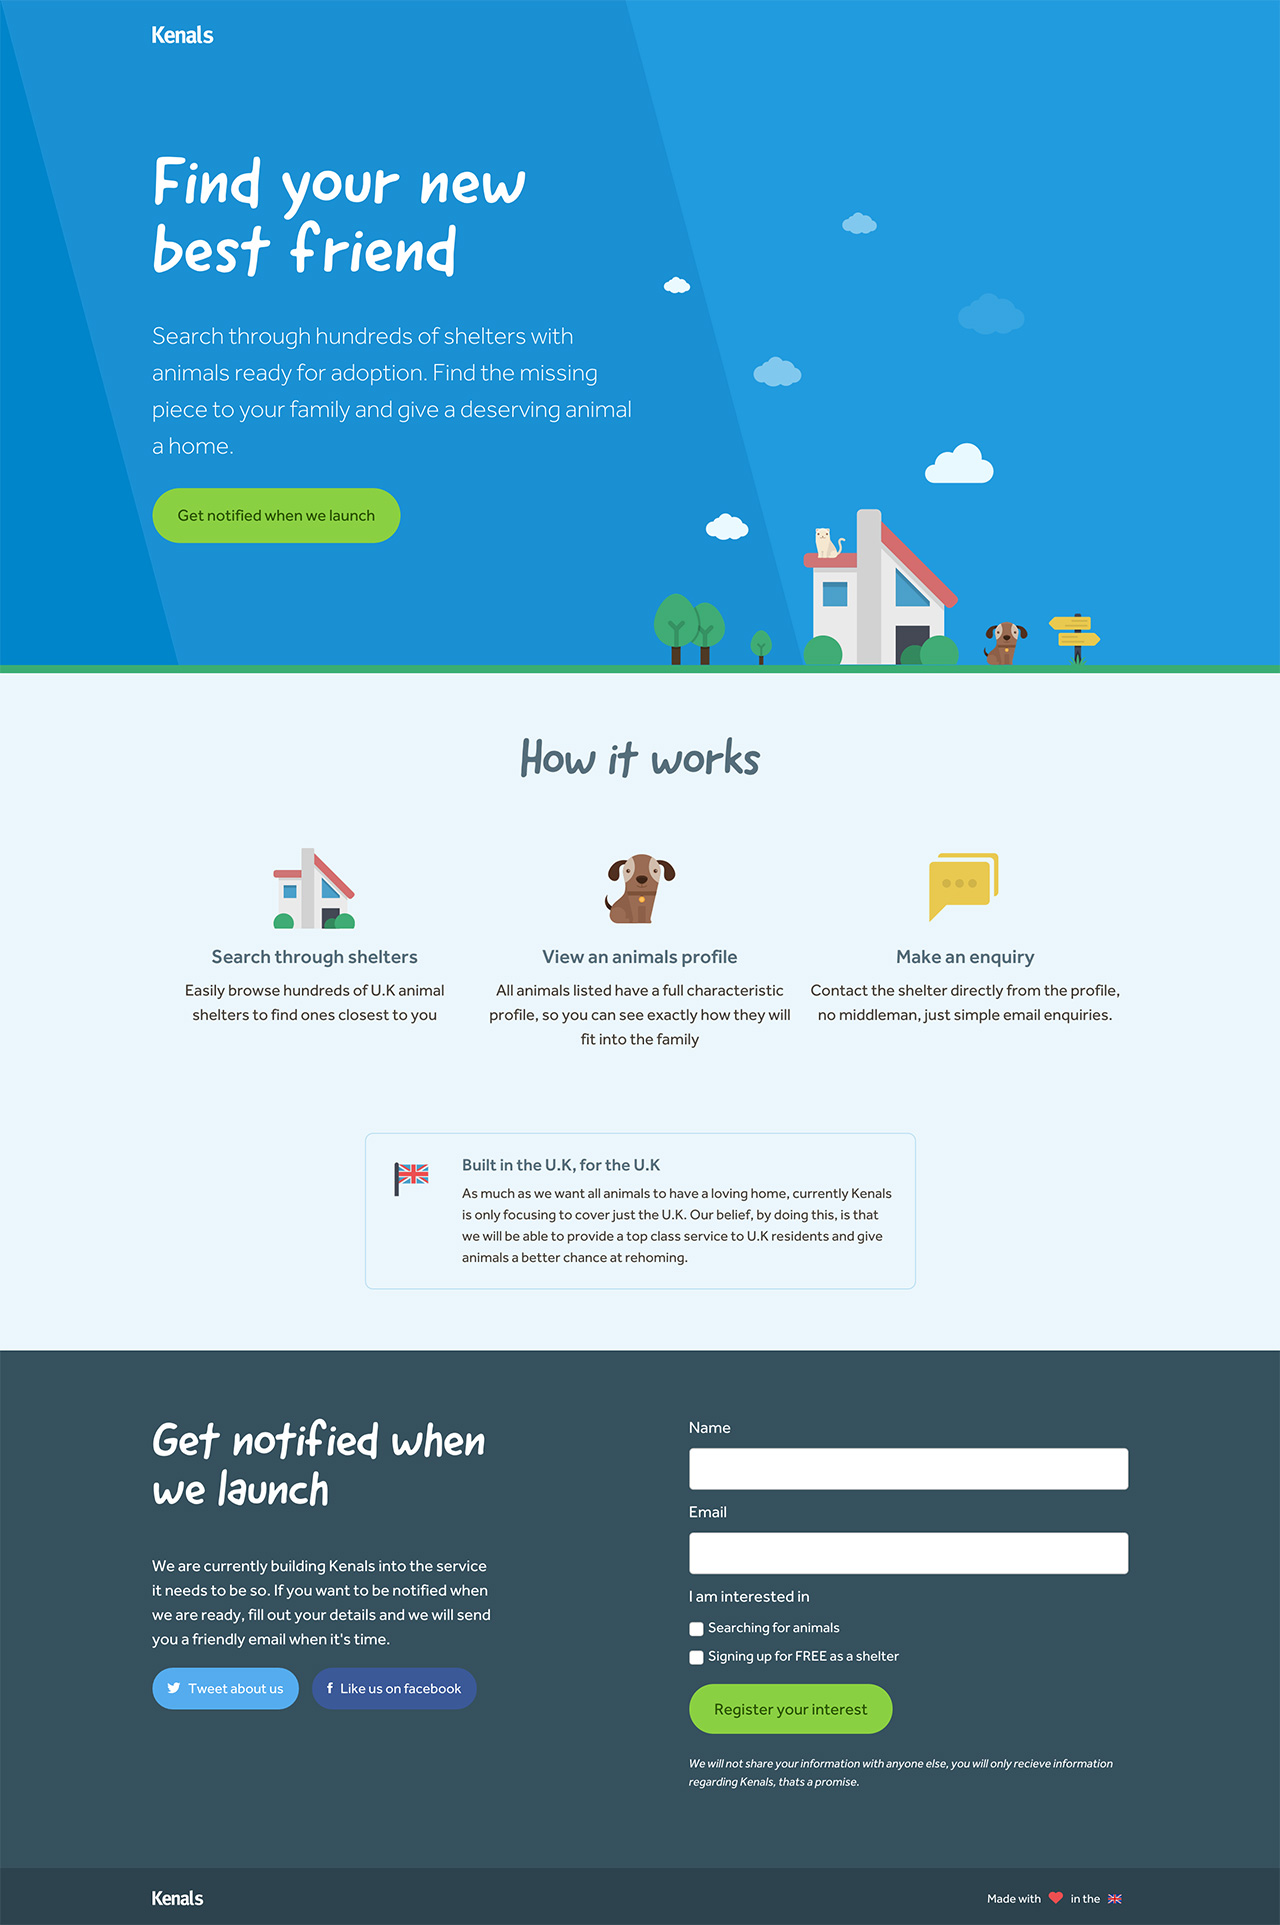 Kenals
Find your new
best friend
Search through hundreds of shelters with
animals ready for adoption. Find the missing
piece to your family and give a deserving animal
a home.
Get notified when we launch
How it works
Search through shelters
Easily browse hundreds of U.K animal
shelters to find ones closest to you
View an animals profile
All animals listed have a full characteristic
profile, so you can see exactly how they will
fit into the family
Make an enquiry
Contact the shelter directly from the profile,
no middleman, just simple email enquiries.
Built in the U.K, for the U.K
As much as we want all animals to have a loving home, currently Kenals
is only focusing to cover just the U.K. Our belief, by doing this, is that
we will be able to provide a top class service to U.K residents and give
animals a better chance at rehoming.
Get notified when
we launch
We are currently building Kenals into the service
it needs to be so. If you want to be notified when
we are ready, fill out your details and we will send
you a friendly email when it's time.
Tweet about us
Like us on facebook
Name
Email
I am interested in
Searching for animals
Signing up for FREE as a shelter
Register your interest
We will not share your information with anyone else, you will only recieve information
regarding Kenals, thats a promise.
Kenals
Made with in the